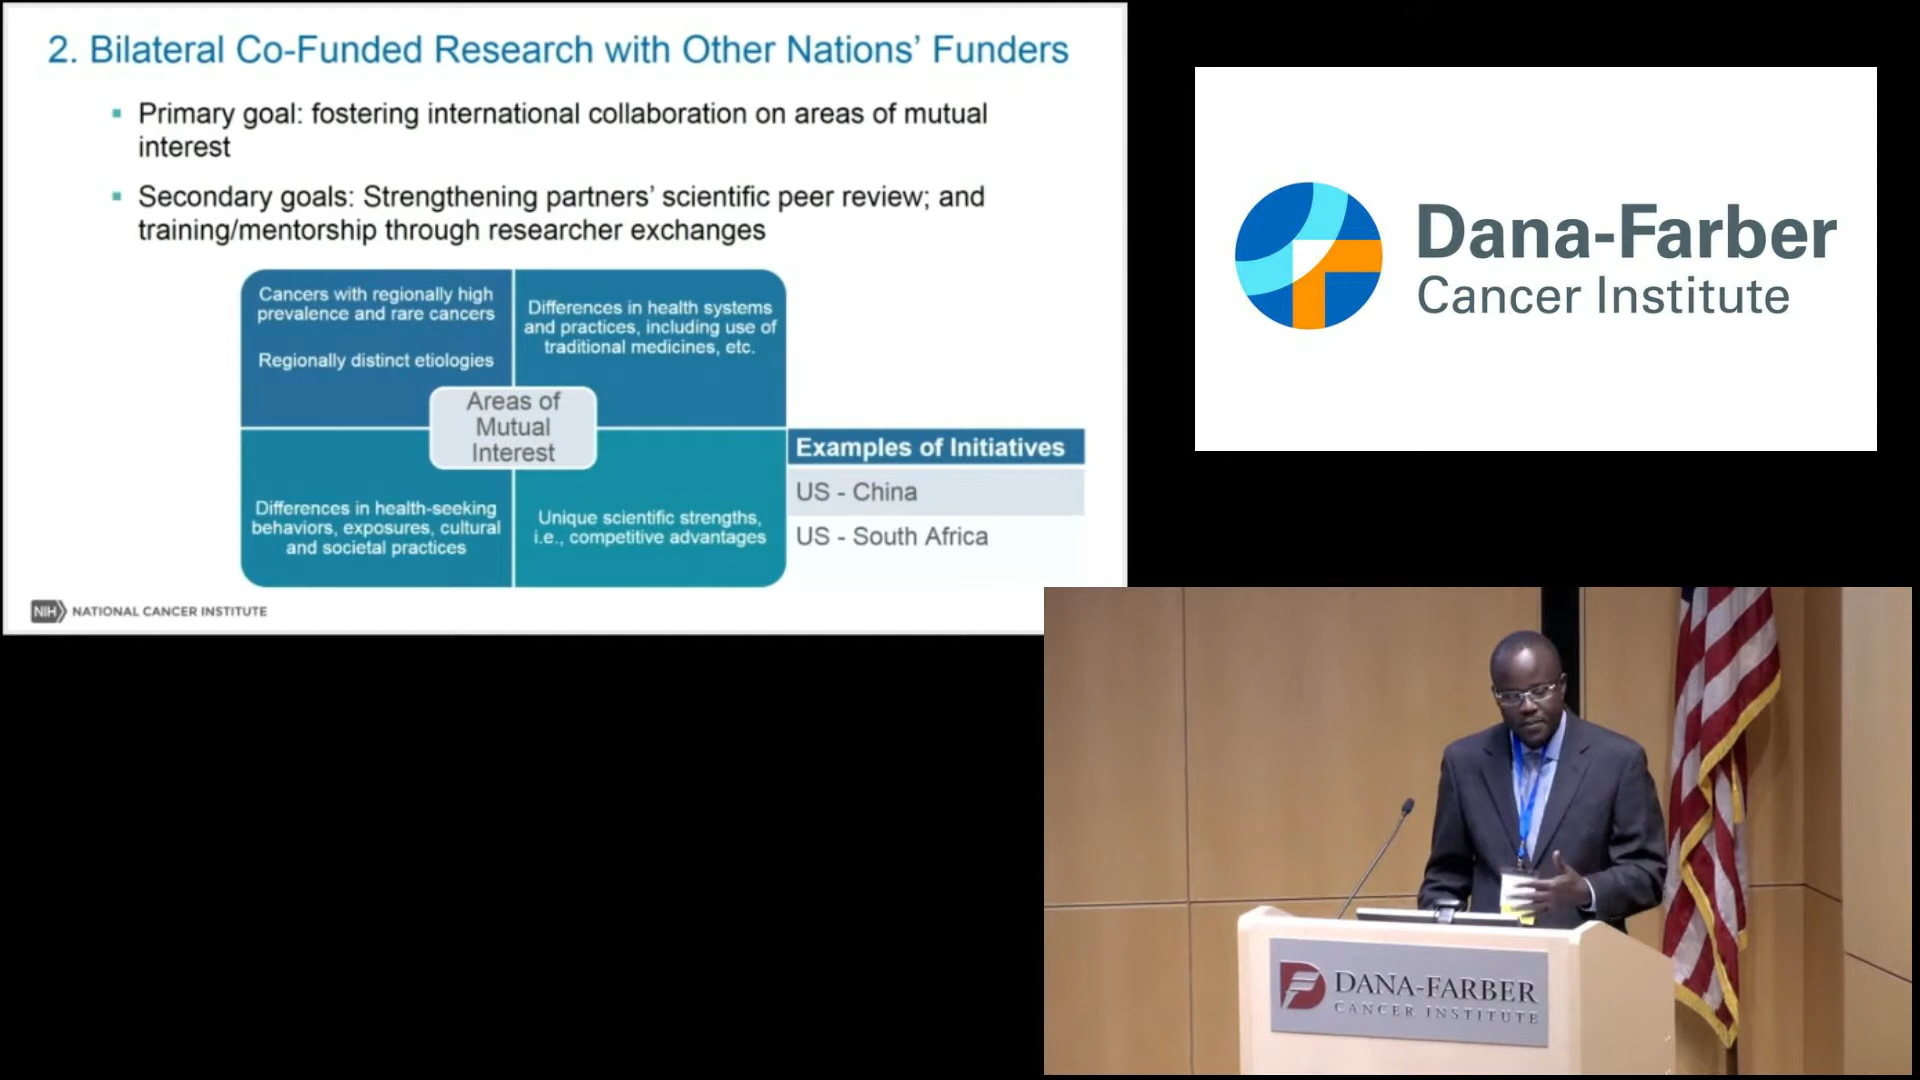 2. Bilateral Co-Funded Research with Other Nations' Funders
▪ Primary goal: fostering international collaboration on areas of mutual
interest
▪ Secondary goals: Strengthening partners' scientific peer review; and
training/mentorship through researcher exchanges
Cancers with regionally high
prevalence and rare cancers
Regionally distinct etiologies
Differences in health systems
and practices, including use of
traditional medicines, etc.
Areas of
Mutual
Interest
Differences in health-seeking
behaviors, exposures, cultural
and societal practices
Unique scientific strengths,
i.e., competitive advantages
Examples of Initiatives
US - China
US - South Africa
NIH NATIONAL CANCER INSTITUTE
Dana-Farber
Cancer Institute
DANA-FARBER
CANCER INSTITUTE